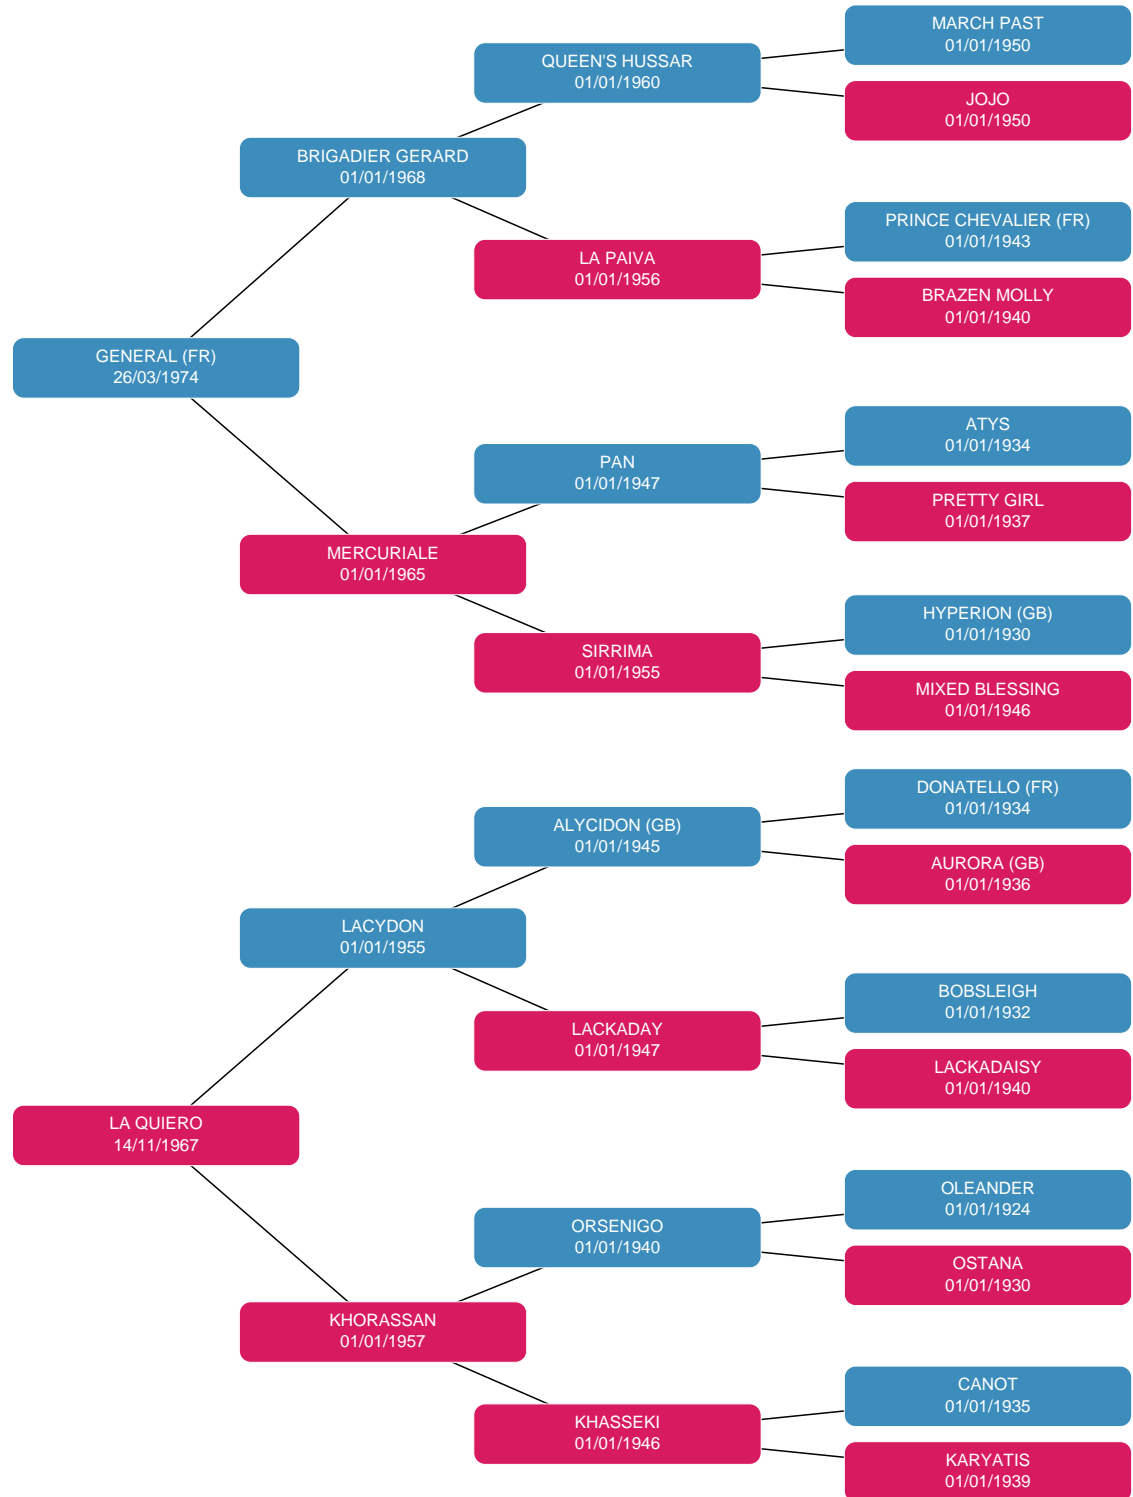 MARCH PAST
01/01/1950
QUEEN'S HUSSAR
01/01/1960
JOJO
01/01/1950
BRIGADIER GERARD
01/01/1968
PRINCE CHEVALIER (FR)
01/01/1943
LA PAIVA
01/01/1956
BRAZEN MOLLY
01/01/1940
GENERAL (FR)
26/03/1974
ATYS
01/01/1934
PAN
01/01/1947
PRETTY GIRL
01/01/1937
MERCURIALE
01/01/1965
HYPERION (GB)
01/01/1930
SIRRIMA
01/01/1955
MIXED BLESSING
01/01/1946
DONATELLO (FR)
01/01/1934
ALYCIDON (GB)
01/01/1945
AURORA (GB)
01/01/1936
LACYDON
01/01/1955
BOBSLEIGH
01/01/1932
LACKADAY
01/01/1947
LACKADAISY
01/01/1940
LA QUIERO
14/11/1967
OLEANDER
01/01/1924
ORSENIGO
01/01/1940
OSTANA
01/01/1930
KHORASSAN
01/01/1957
CANOT
01/01/1935
KHASSEKI
01/01/1946
KARYATIS
01/01/1939